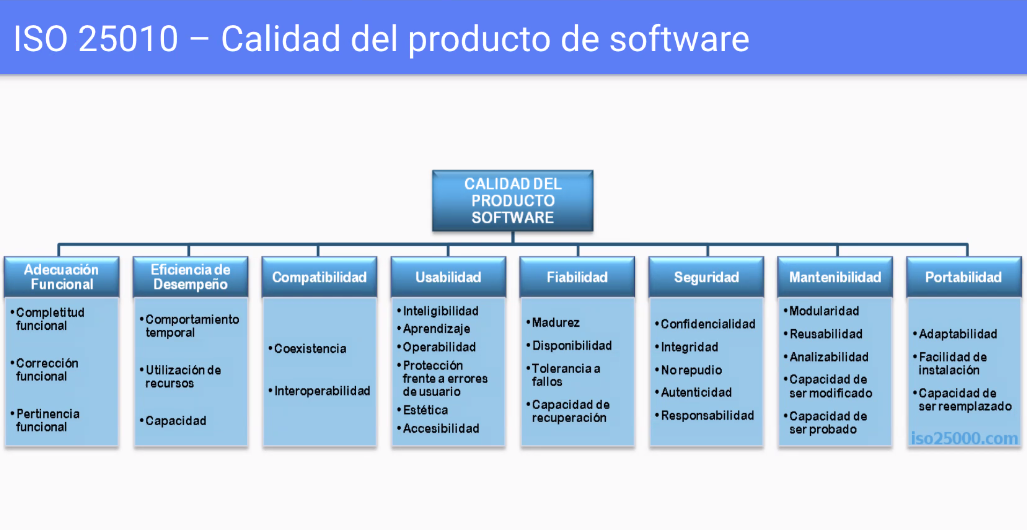 ISO 25010 – Calidad del producto de software
CALIDAD DEL
PRODUCTO
SOFTWARE
Adecuación
Funcional
•Completitud
funcional
•Corrección
funcional
•Pertinencia
funcional
Eficiencia de
Desempeño
•Comportamiento
temporal
•Utilización de
recursos
•Capacidad
Compatibilidad
•Coexistencia
•Interoperabilidad
Usabilidad
•Inteligibilidad
•Aprendizaje
•Operabilidad
•Protección
frente a errores
de usuario
•Estética
•Accesibilidad
Fiabilidad
•Madurez
•Disponibilidad
•Tolerancia a
fallos
•Capacidad de
recuperación
Seguridad
•Confidencialidad
•Integridad
•No repudio
•Autenticidad
•Responsabilidad
Mantenibilidad
•Modularidad
•Reusabilidad
•Analizabilidad
•Capacidad de
ser modificado
•Capacidad de
ser probado
Portabilidad
•Adaptabilidad
•Facilidad de
instalación
•Capacidad de
ser reemplazado
iso25000.com